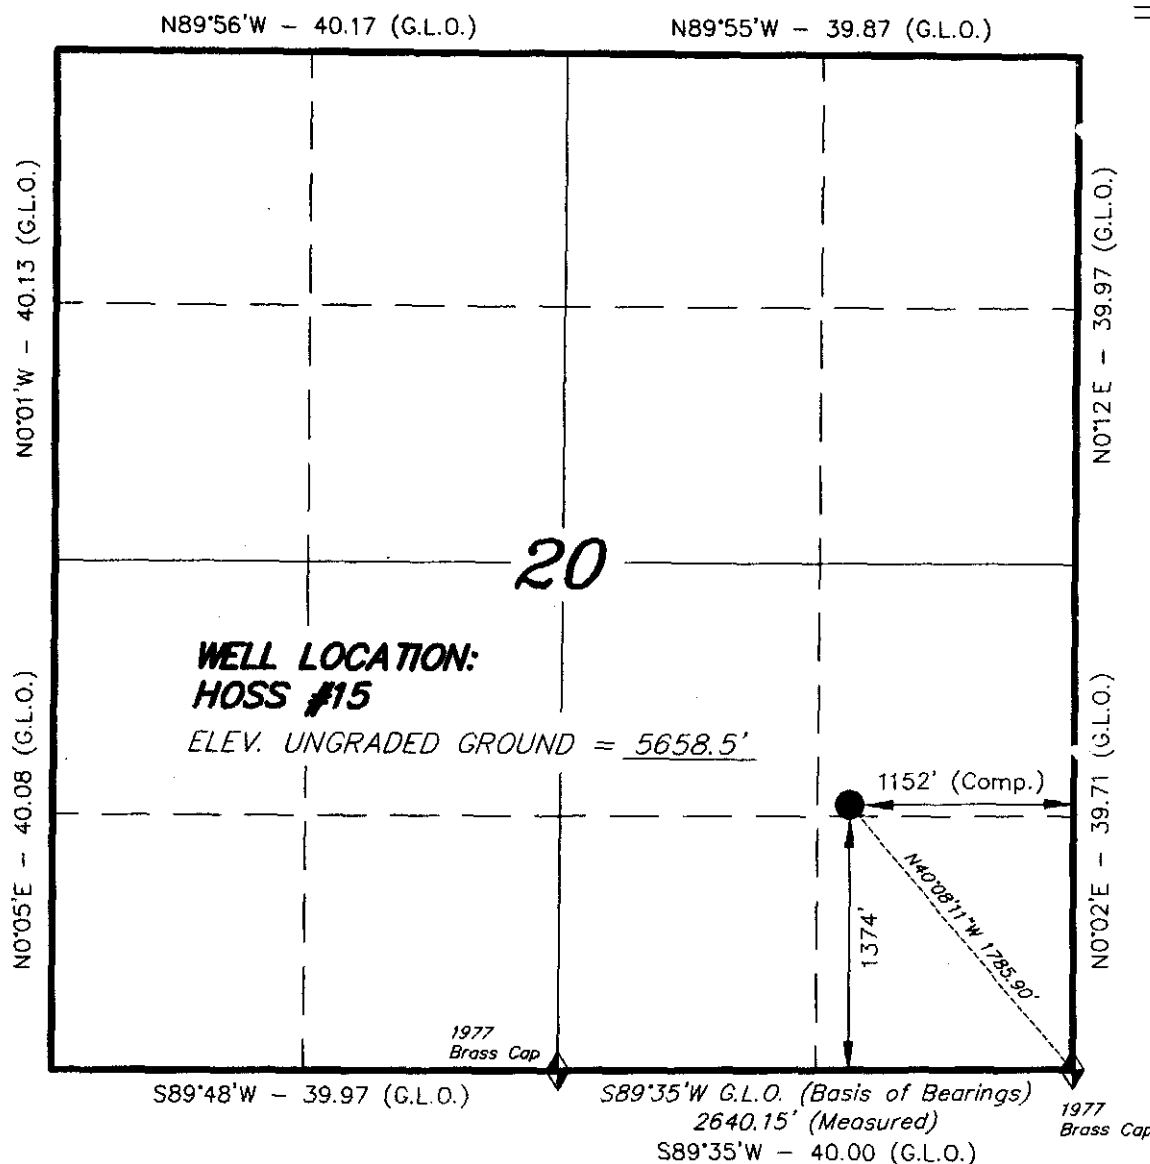 N89°56'W – 40.17 (G.L.O.)
N89°55'W – 39.87 (G.L.O.)
N0°01'W – 40.13 (G.L.O.)
N0°12'E – 39.97 (G.L.O.)
20
WELL LOCATION:
HOSS #15
ELEV. UNGRADED GROUND = 5658.5'
N0°05'E – 40.08 (G.L.O.)
N0°02'E – 39.71 (G.L.O.)
1152' (Comp.)
1374'
N40°08'11"W 1785.90'
1977
Brass Cap
S89°48'W – 39.97 (G.L.O.)
S89°35'W G.L.O. (Basis of Bearings)
2640.15' (Measured)
S89°35'W – 40.00 (G.L.O.)
1977
Brass Cap